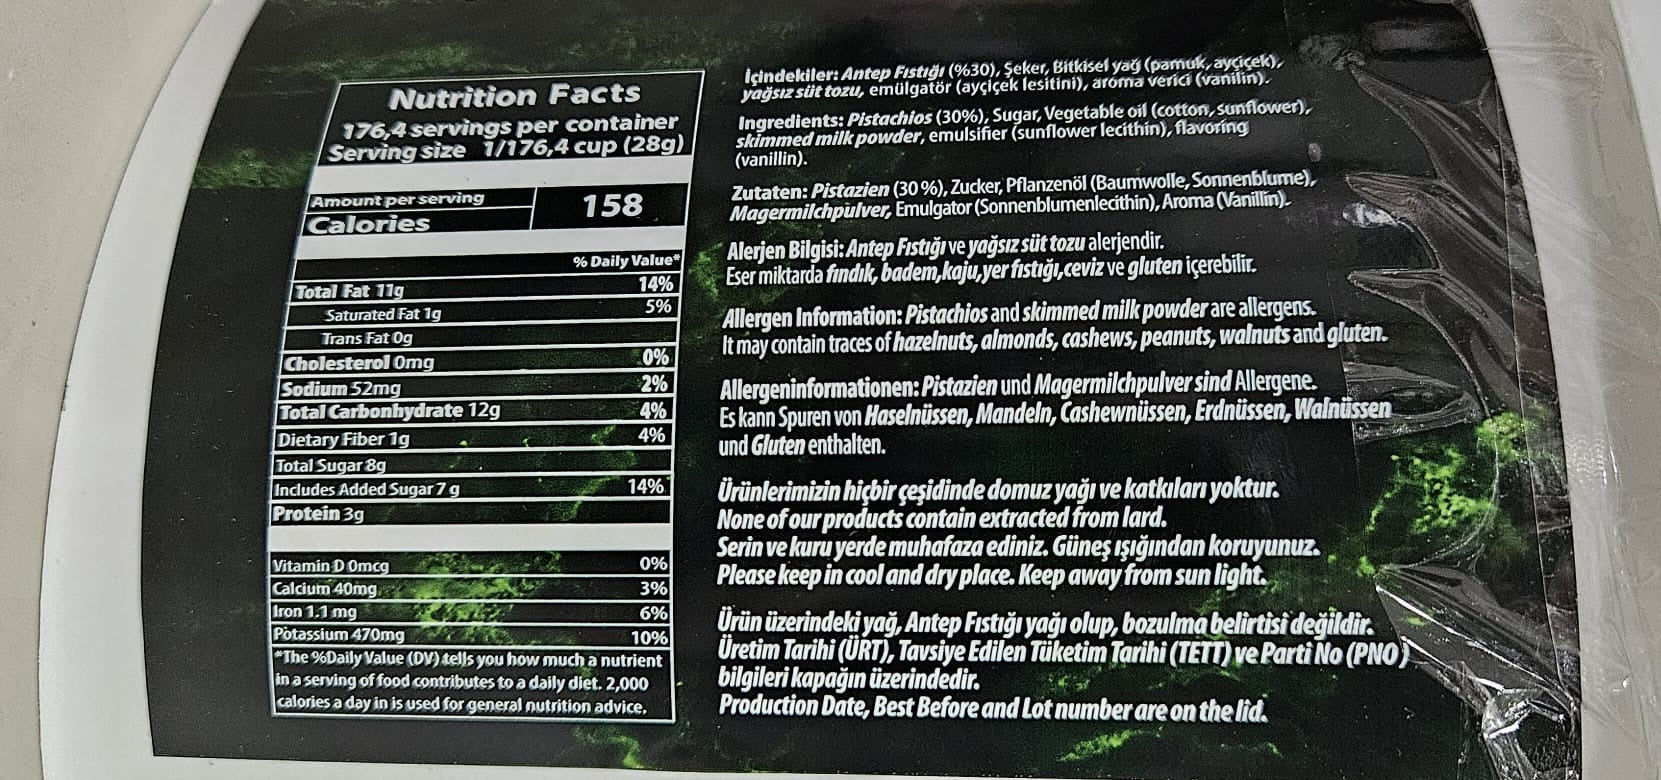 Nutrition Facts
176,4 servings per container
Serving size 1/176,4 cup (28g)
Amount per serving
Calories 158
% Daily Value*
Total Fat 11g 14%
Saturated Fat 1g 5%
Trans Fat 0g
Cholesterol 0mg 0%
Sodium 52mg 2%
Total Carbonhydrate 12g 4%
Dietary Fiber 1g 4%
Total Sugar 8g
Includes Added Sugar 7 g 14%
Protein 3g
Vitamin D 0mcg 0%
Calcium 40mg 3%
Iron 1.1 mg 6%
Potassium 470mg 10%
*The %Daily Value (DV) tells you how much a nutrient
in a serving of food contributes to a daily diet. 2,000
calories a day in is used for general nutrition advice.
İçindekiler: Antep Fıstığı (%30), Şeker, Bitkisel yağ (pamuk, ayçiçek),
yağsız süt tozu, emülgatör (ayçiçek lesitini), aroma verici (vanilin).
Ingredients: Pistachios (30%), Sugar, Vegetable oil (cotton, sunflower),
skimmed milk powder, emulsifier (sunflower lecithin), flavoring
(vanillin).
Zutaten: Pistazien (30 %), Zucker, Pflanzenöl (Baumwolle, Sonnenblume),
Magermilchpulver, Emulgator (Sonnenblumenlecithin), Aroma (Vanillin).
Alerjen Bilgisi: Antep Fıstığı ve yağsız süt tozu alerjendir.
Eser miktarda fındık, badem, kaju, yer fıstığı, ceviz ve gluten içerebilir.
Allergen Information: Pistachios and skimmed milk powder are allergens.
It may contain traces of hazelnuts, almonds, cashews, peanuts, walnuts and gluten.
Allergeninformationen: Pistazien und Magermilchpulver sind Allergene.
Es kann Spuren von Haselnüssen, Mandeln, Cashewnüssen, Erdnüssen, Walnüssen
und Gluten enthalten.
Ürünlerimizin hiçbir çeşidinde domuz yağı ve katkıları yoktur.
None of our products contain extracted from lard.
Serin ve kuru yerde muhafaza ediniz. Güneş ışığından koruyunuz.
Please keep in cool and dry place. Keep away from sun light.
Ürün üzerindeki yağ, Antep Fıstığı yağı olup, bozulma belirtisi değildir.
Üretim Tarihi (ÜRT), Tavsiye Edilen Tüketim Tarihi (TETT) ve Parti No (PNO)
bilgileri kapağın üzerindedir.
Production Date, Best Before and Lot number are on the lid.